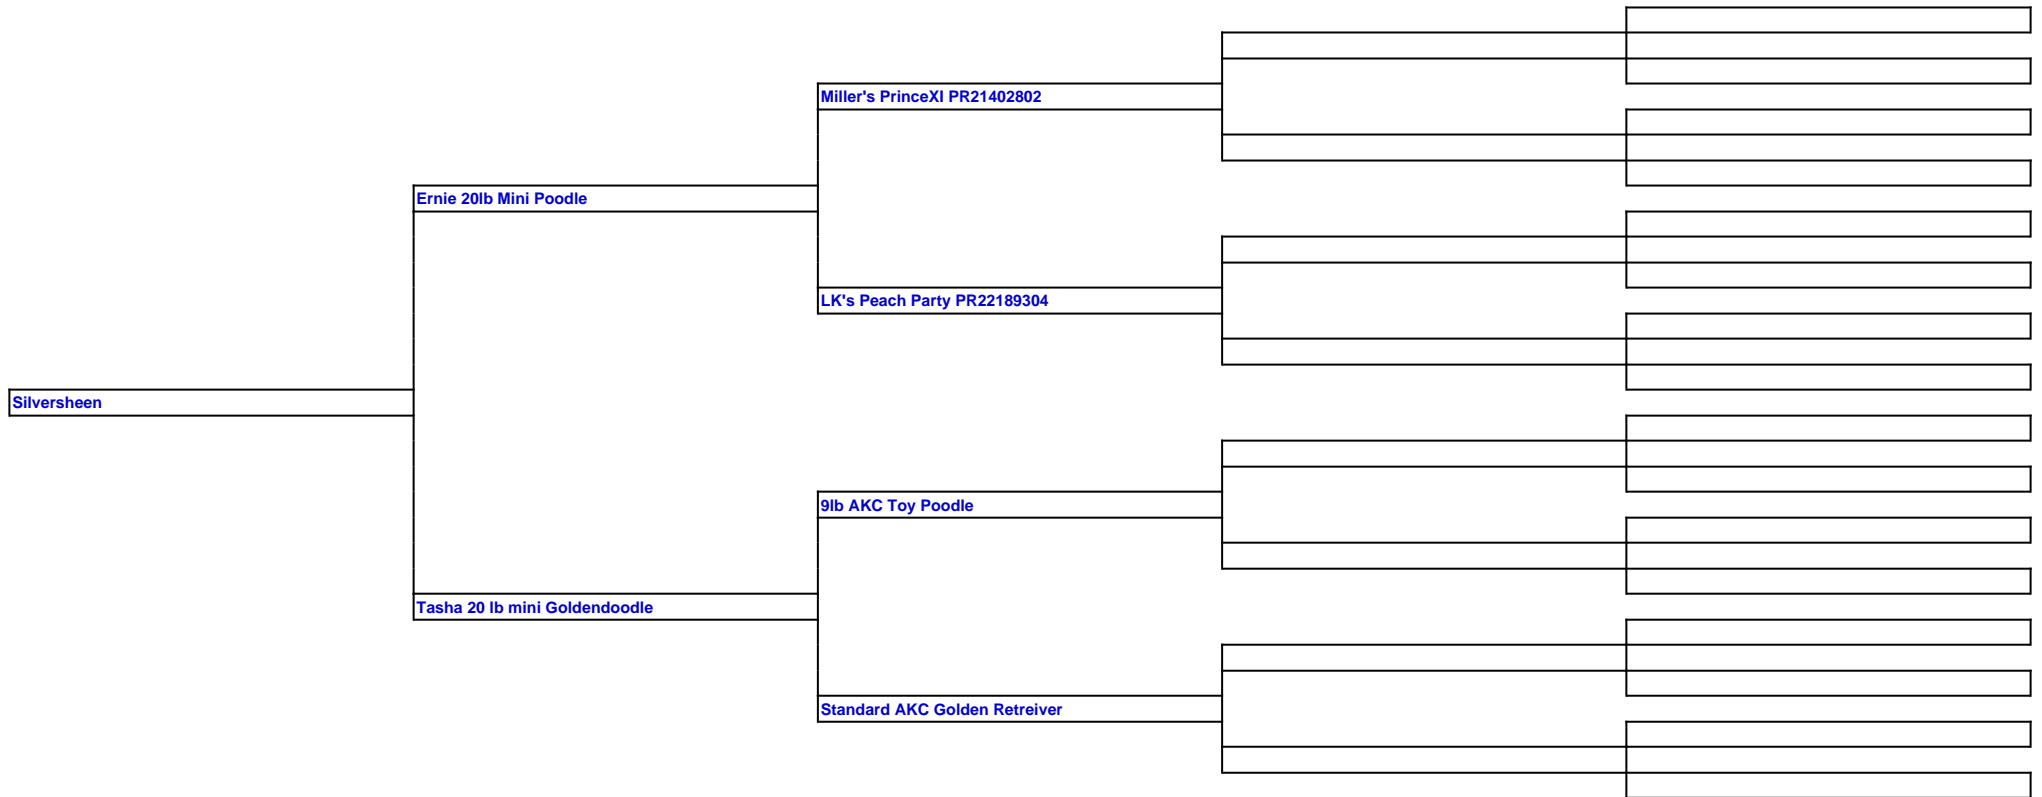 Miller's PrinceXI PR21402802
Ernie 20lb Mini Poodle
LK's Peach Party PR22189304
Silversheen
9lb AKC Toy Poodle
Tasha 20 lb mini Goldendoodle
Standard AKC Golden Retreiver